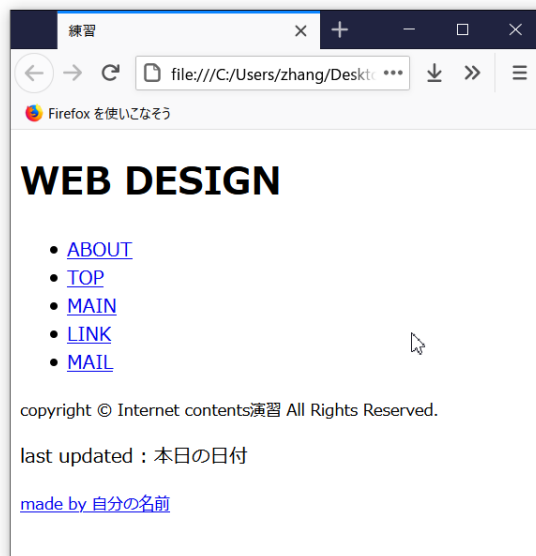 練習
file:///C:/Users/zhang/Deskt
Firefox を使いこなそう
WEB DESIGN
ABOUT
TOP
MAIN
LINK
MAIL
copyright © Internet contents演習 All Rights Reserved.
last updated : 本日の日付
made by 自分の名前